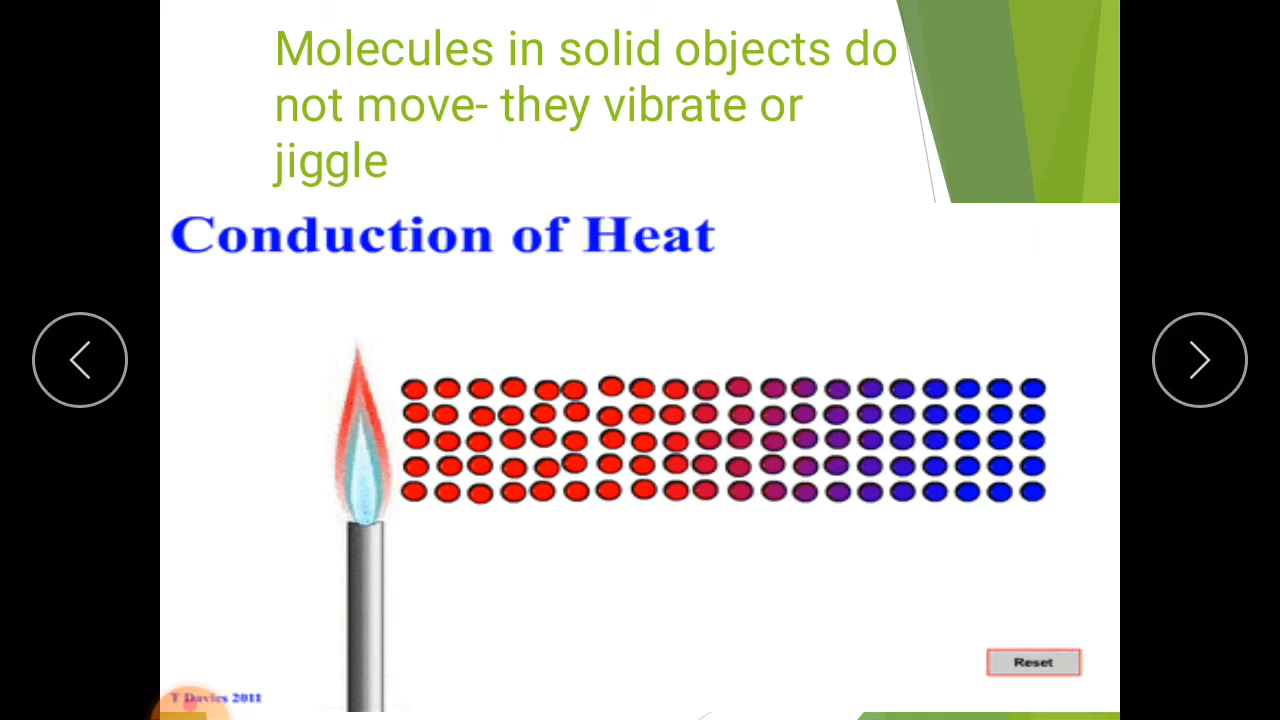 Molecules in solid objects do
not move- they vibrate or
jiggle
Conduction of Heat
Reset
T Davies 2011